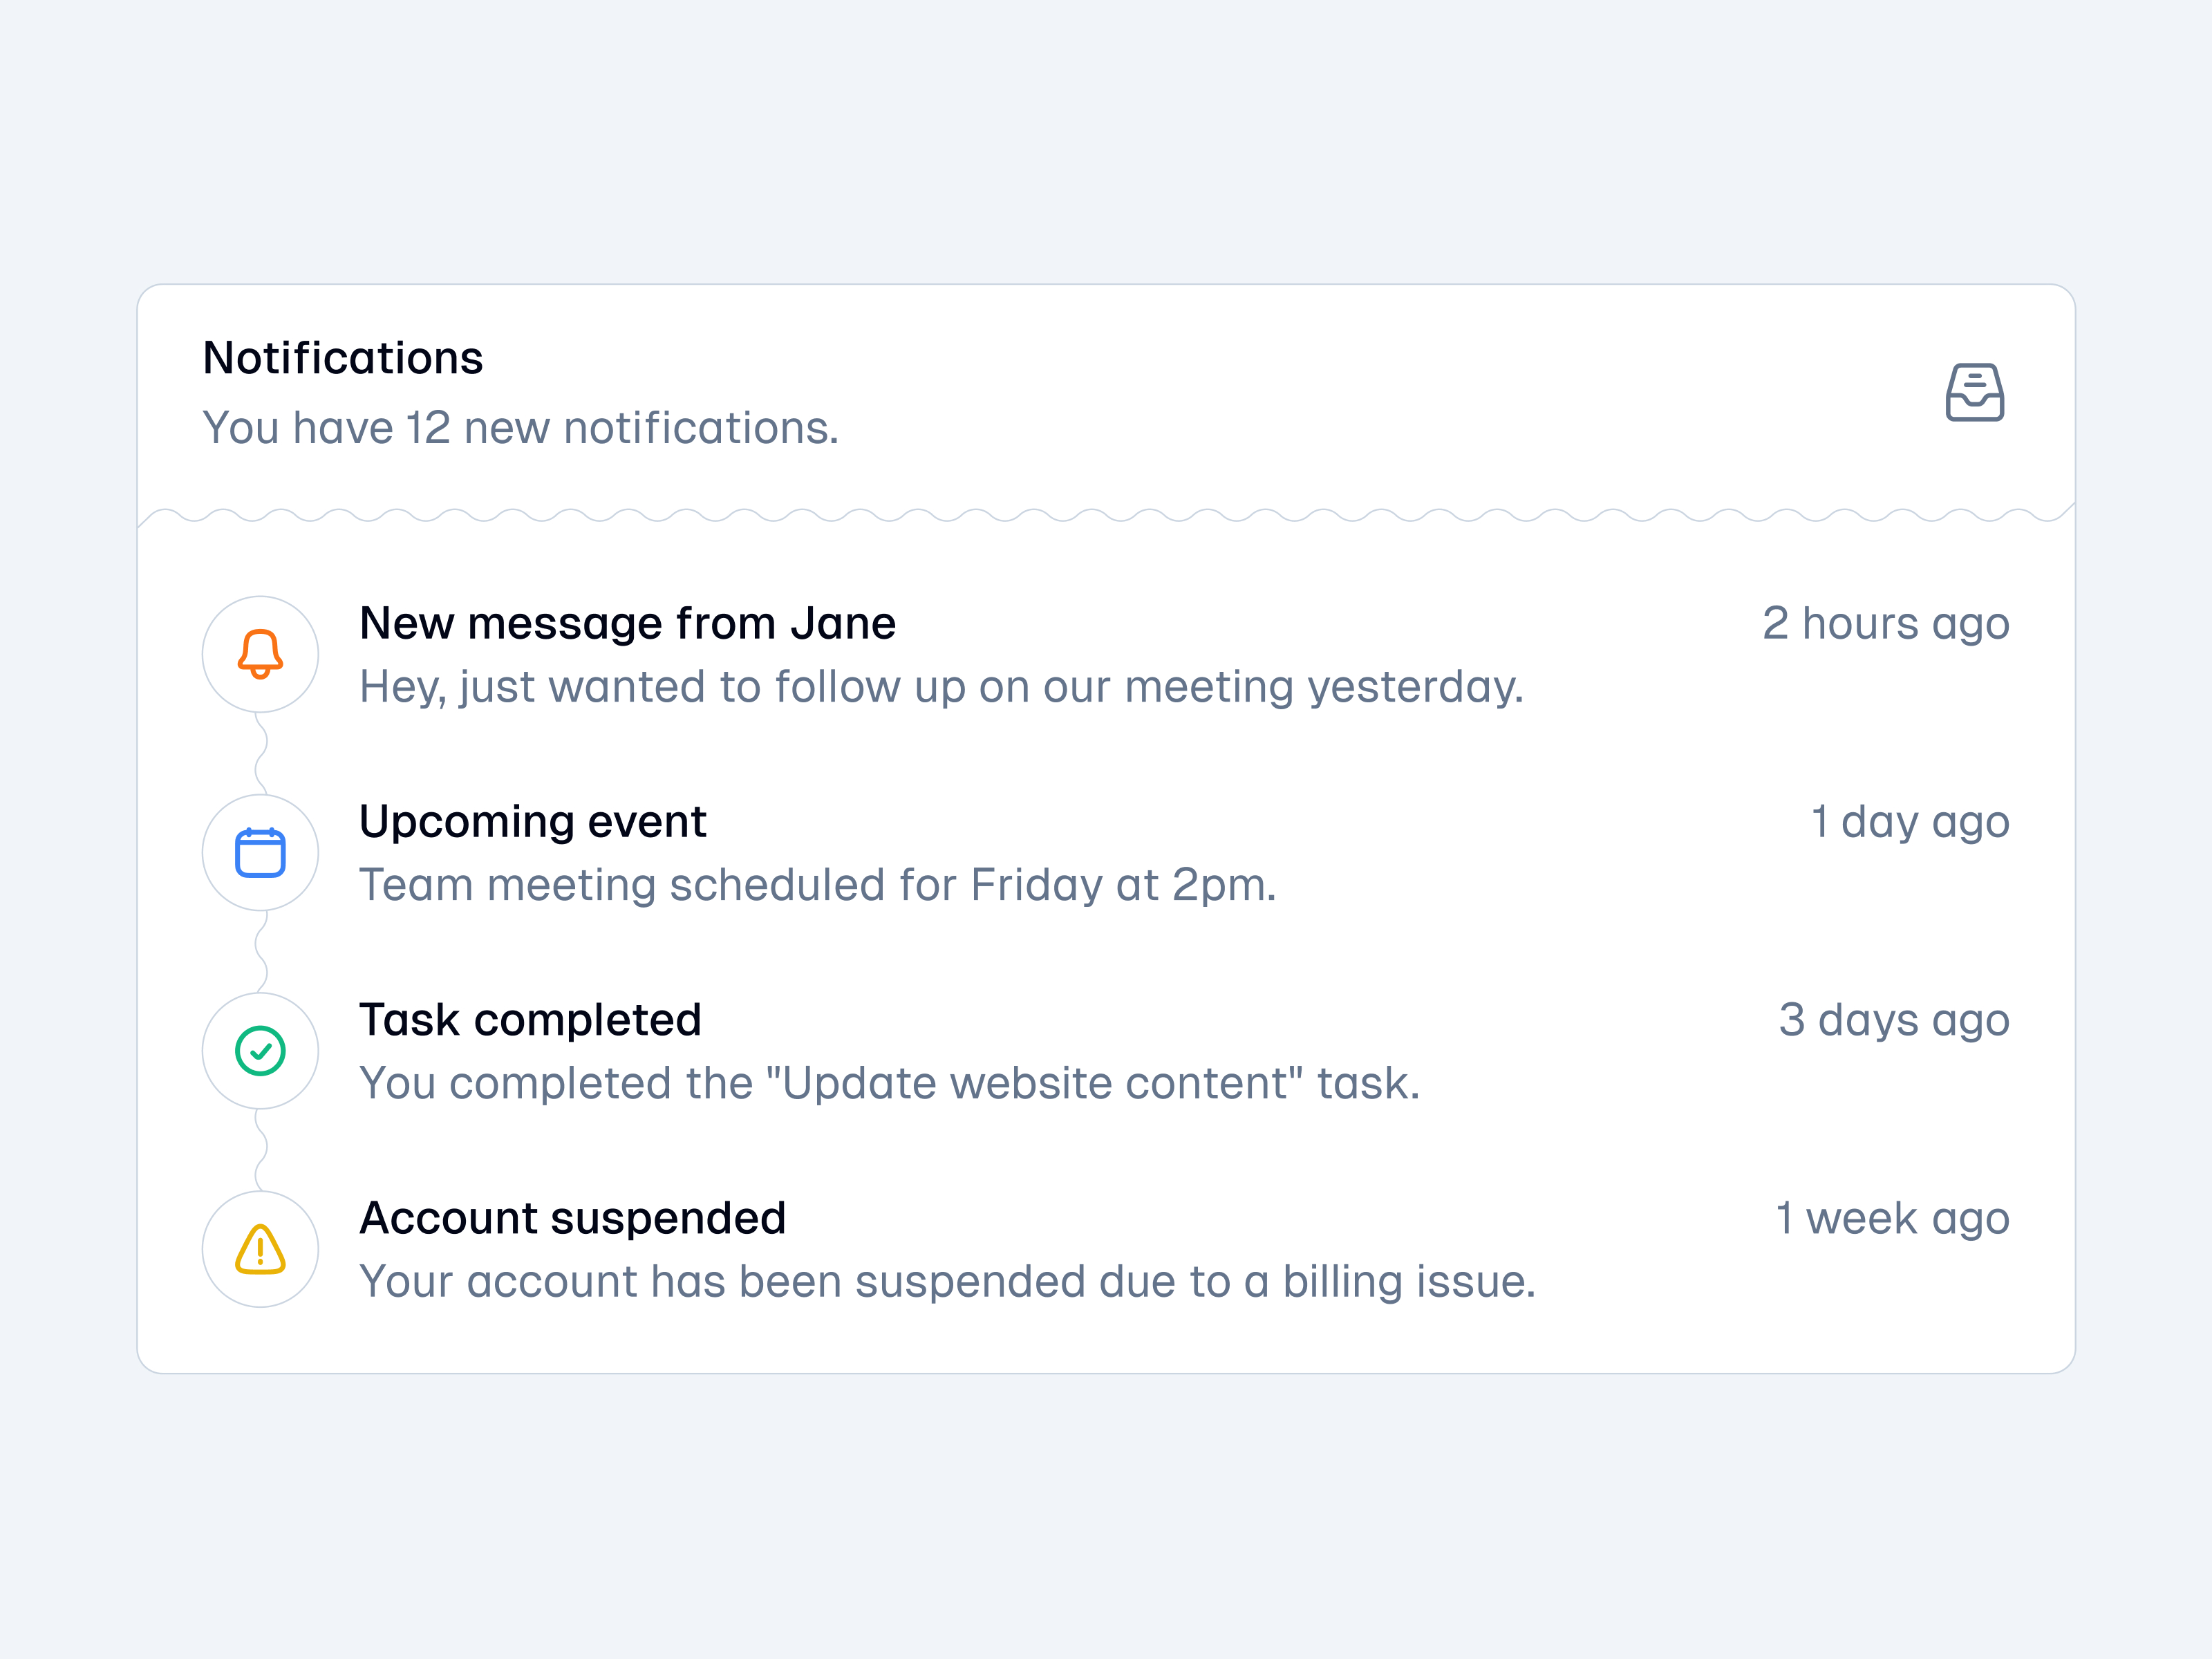 Notifications
You have 12 new notifications.
New message from Jane
2 hours ago
Hey, just wanted to follow up on our meeting yesterday.
Upcoming event
1 day ago
Team meeting scheduled for Friday at 2pm.
Task completed
3 days ago
You completed the "Update website content" task.
Account suspended
1 week ago
Your account has been suspended due to a billing issue.